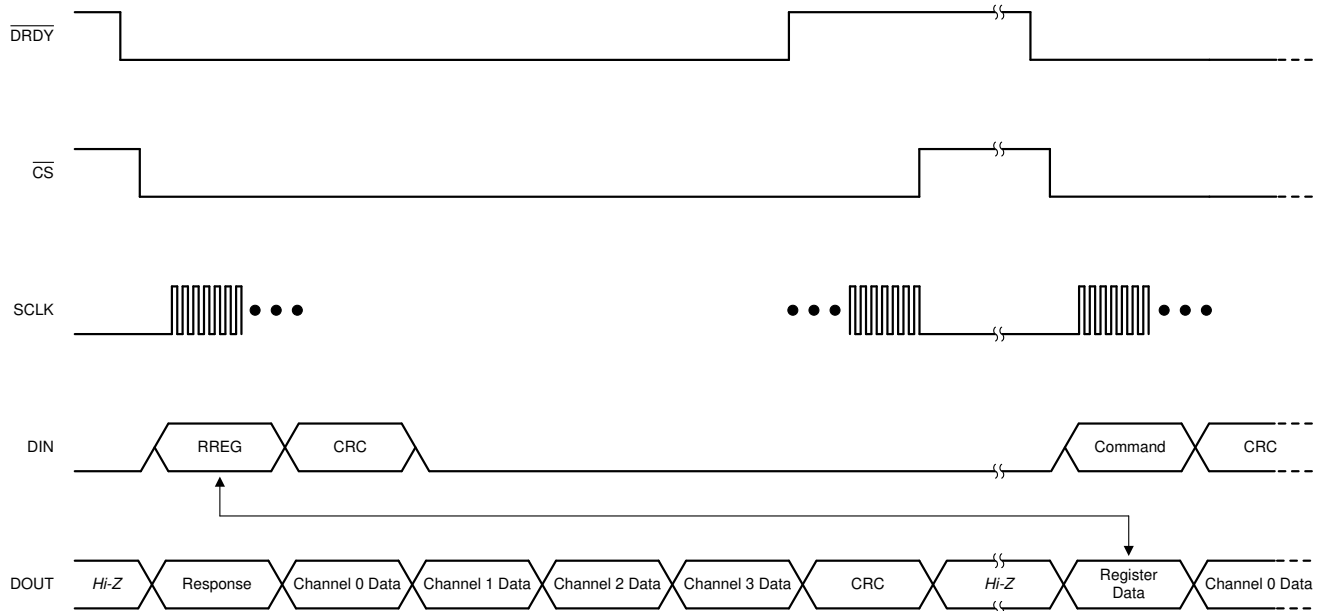 DRDY
CS
SCLK
DIN
RREG
CRC
Command
CRC
DOUT
Hi-Z
Response
Channel 0 Data
Channel 1 Data
Channel 2 Data
Channel 3 Data
CRC
Hi-Z
Register
Data
Channel 0 Data